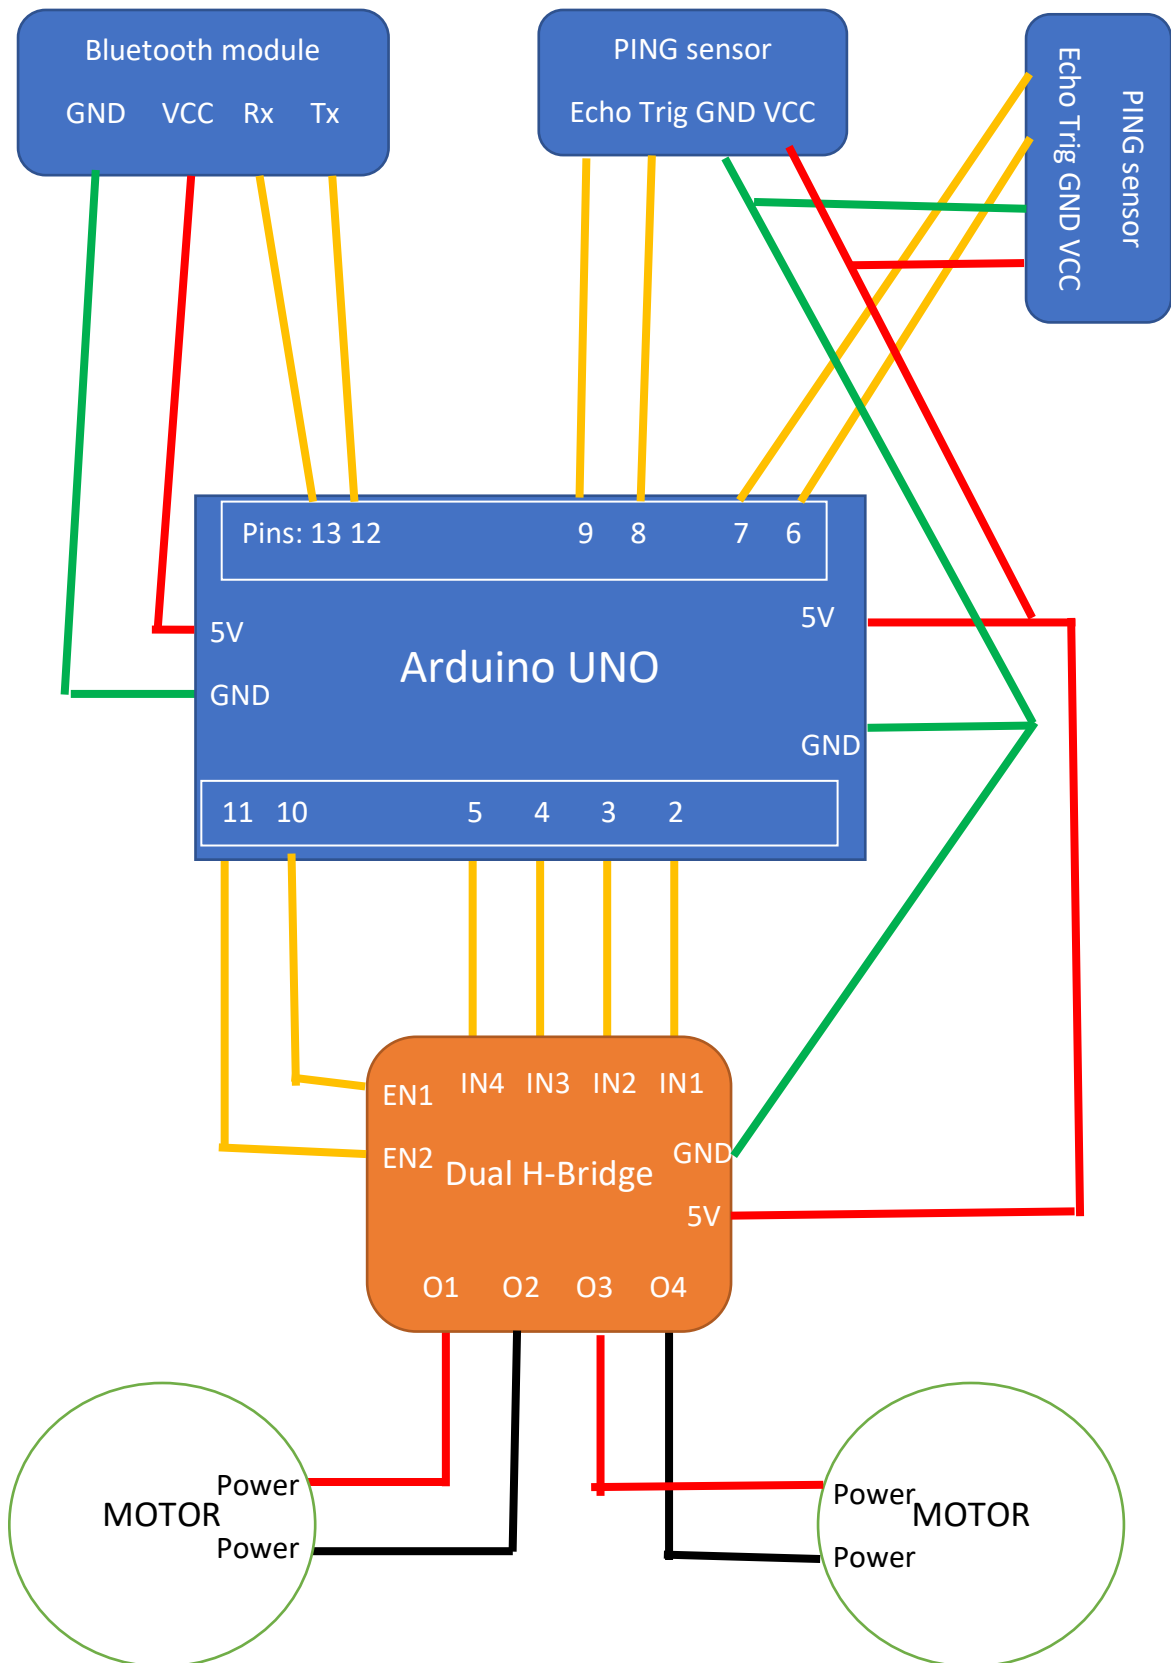 Bluetooth module
GND VCC Rx Tx
PING sensor
Echo Trig GND VCC
PING sensor
Echo Trig GND VCC
Pins: 13 12 9 8 7 6
5V
5V
Arduino UNO
GND
GND
11 10 5 4 3 2
EN1 IN4 IN3 IN2 IN1
EN2
GND
Dual H-Bridge
5V
O1 O2 O3 O4
Power
MOTOR
Power
Power
MOTOR
Power